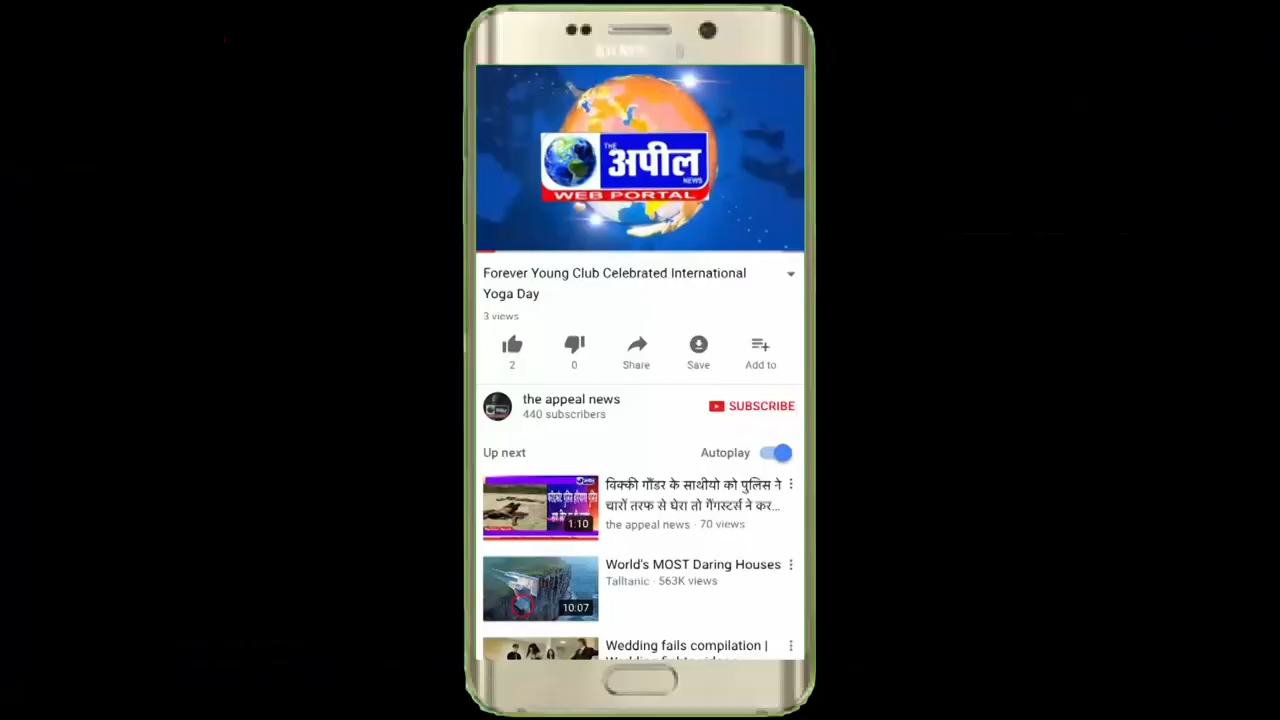 THE
अपील
NEWS
WEB PORTAL
Forever Young Club Celebrated International
Yoga Day
3 views
2
0
Share
Save
Add to
the appeal news
440 subscribers
SUBSCRIBE
Up next
Autoplay
विक्की गौंडर के साथीयो को पुलिस ने
चारों तरफ से घेरा तो गैंगस्टर्स ने कर...
the appeal news · 70 views
1:10
World's MOST Daring Houses
Talltanic · 563K views
10:07
Wedding fails compilation |